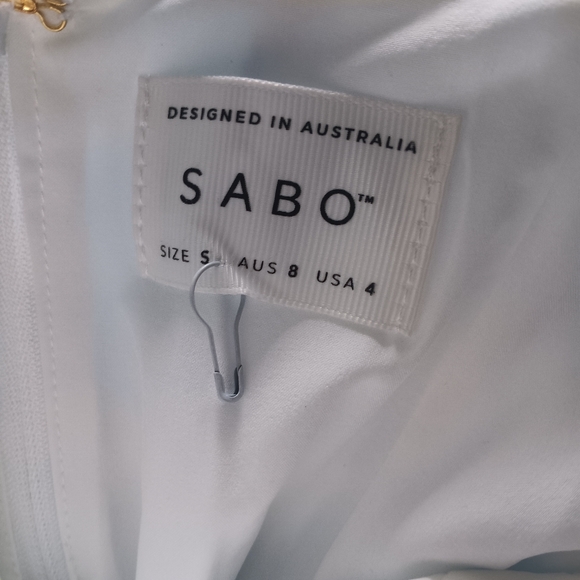 DESIGNED IN AUSTRALIA
SABO™
SIZE S AUS 8 USA 4